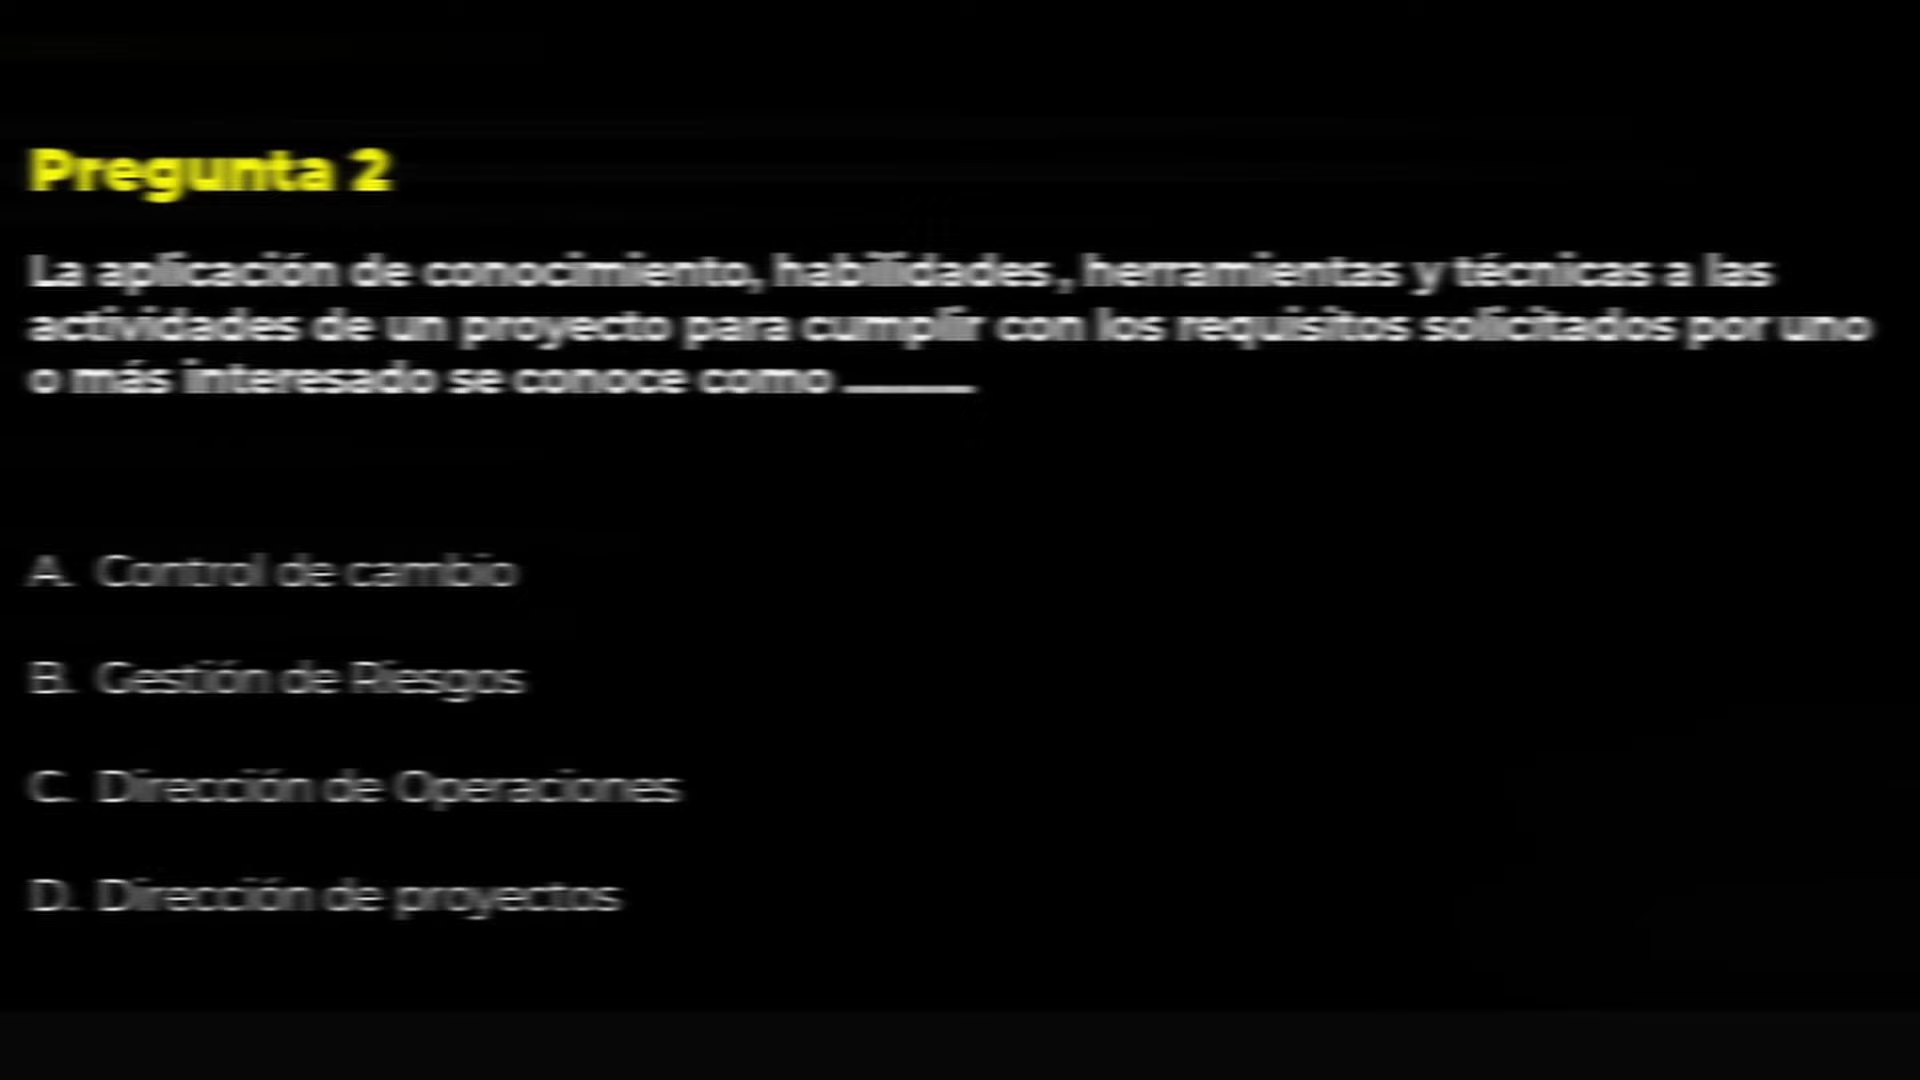 Pregunta 2
La aplicación de conocimiento, habilidades, herramientas y técnicas a las
actividades de un proyecto para cumplir con los requisitos solicitados por uno
o más interesado se conoce como ______
A. Control de cambio
B. Gestión de Riesgos
C. Dirección de Operaciones
D. Dirección de proyectos